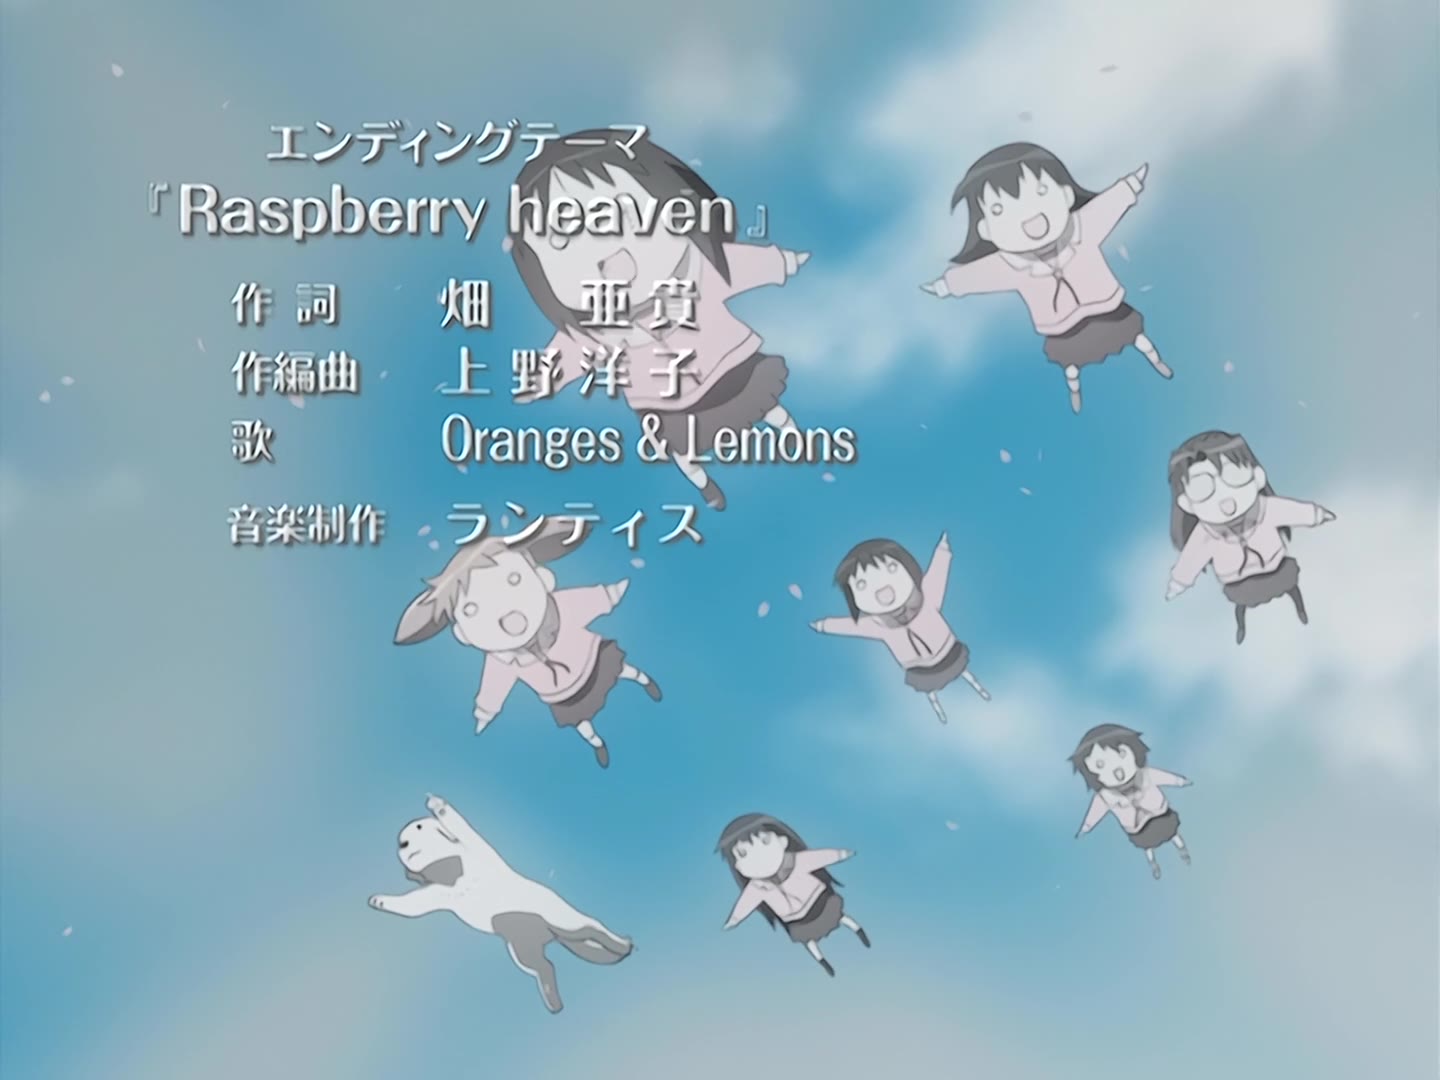 エンディングテーマ
『Raspberry heaven』
作詞 畑 亜貴
作編曲 上野洋子
歌 Oranges & Lemons
音楽制作 ランティス